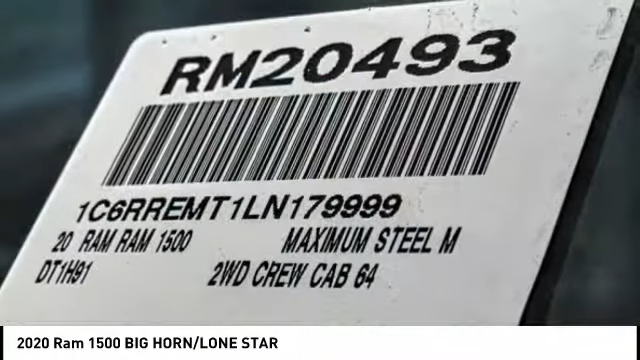 RM20493
1C6RREMT1LN179999
20 RAM RAM 1500 MAXIMUM STEEL M
DT1H91 2WD CREW CAB 64
2020 Ram 1500 BIG HORN/LONE STAR